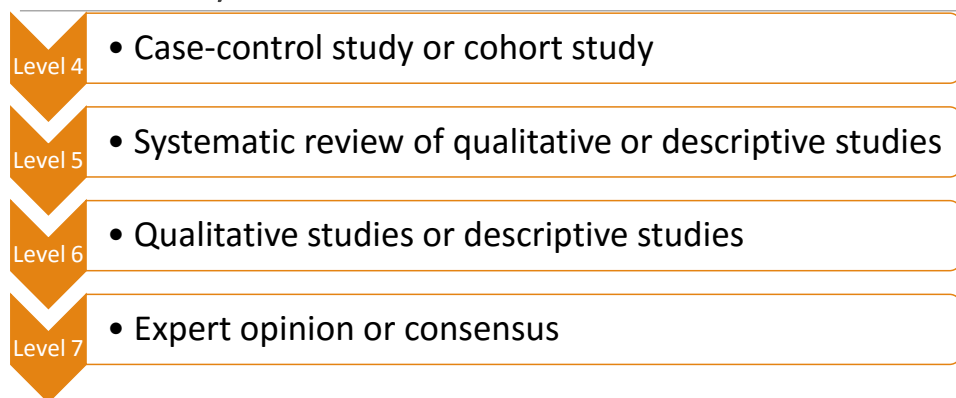 Level 4
• Case-control study or cohort study
Level 5
• Systematic review of qualitative or descriptive studies
Level 6
• Qualitative studies or descriptive studies
Level 7
• Expert opinion or consensus